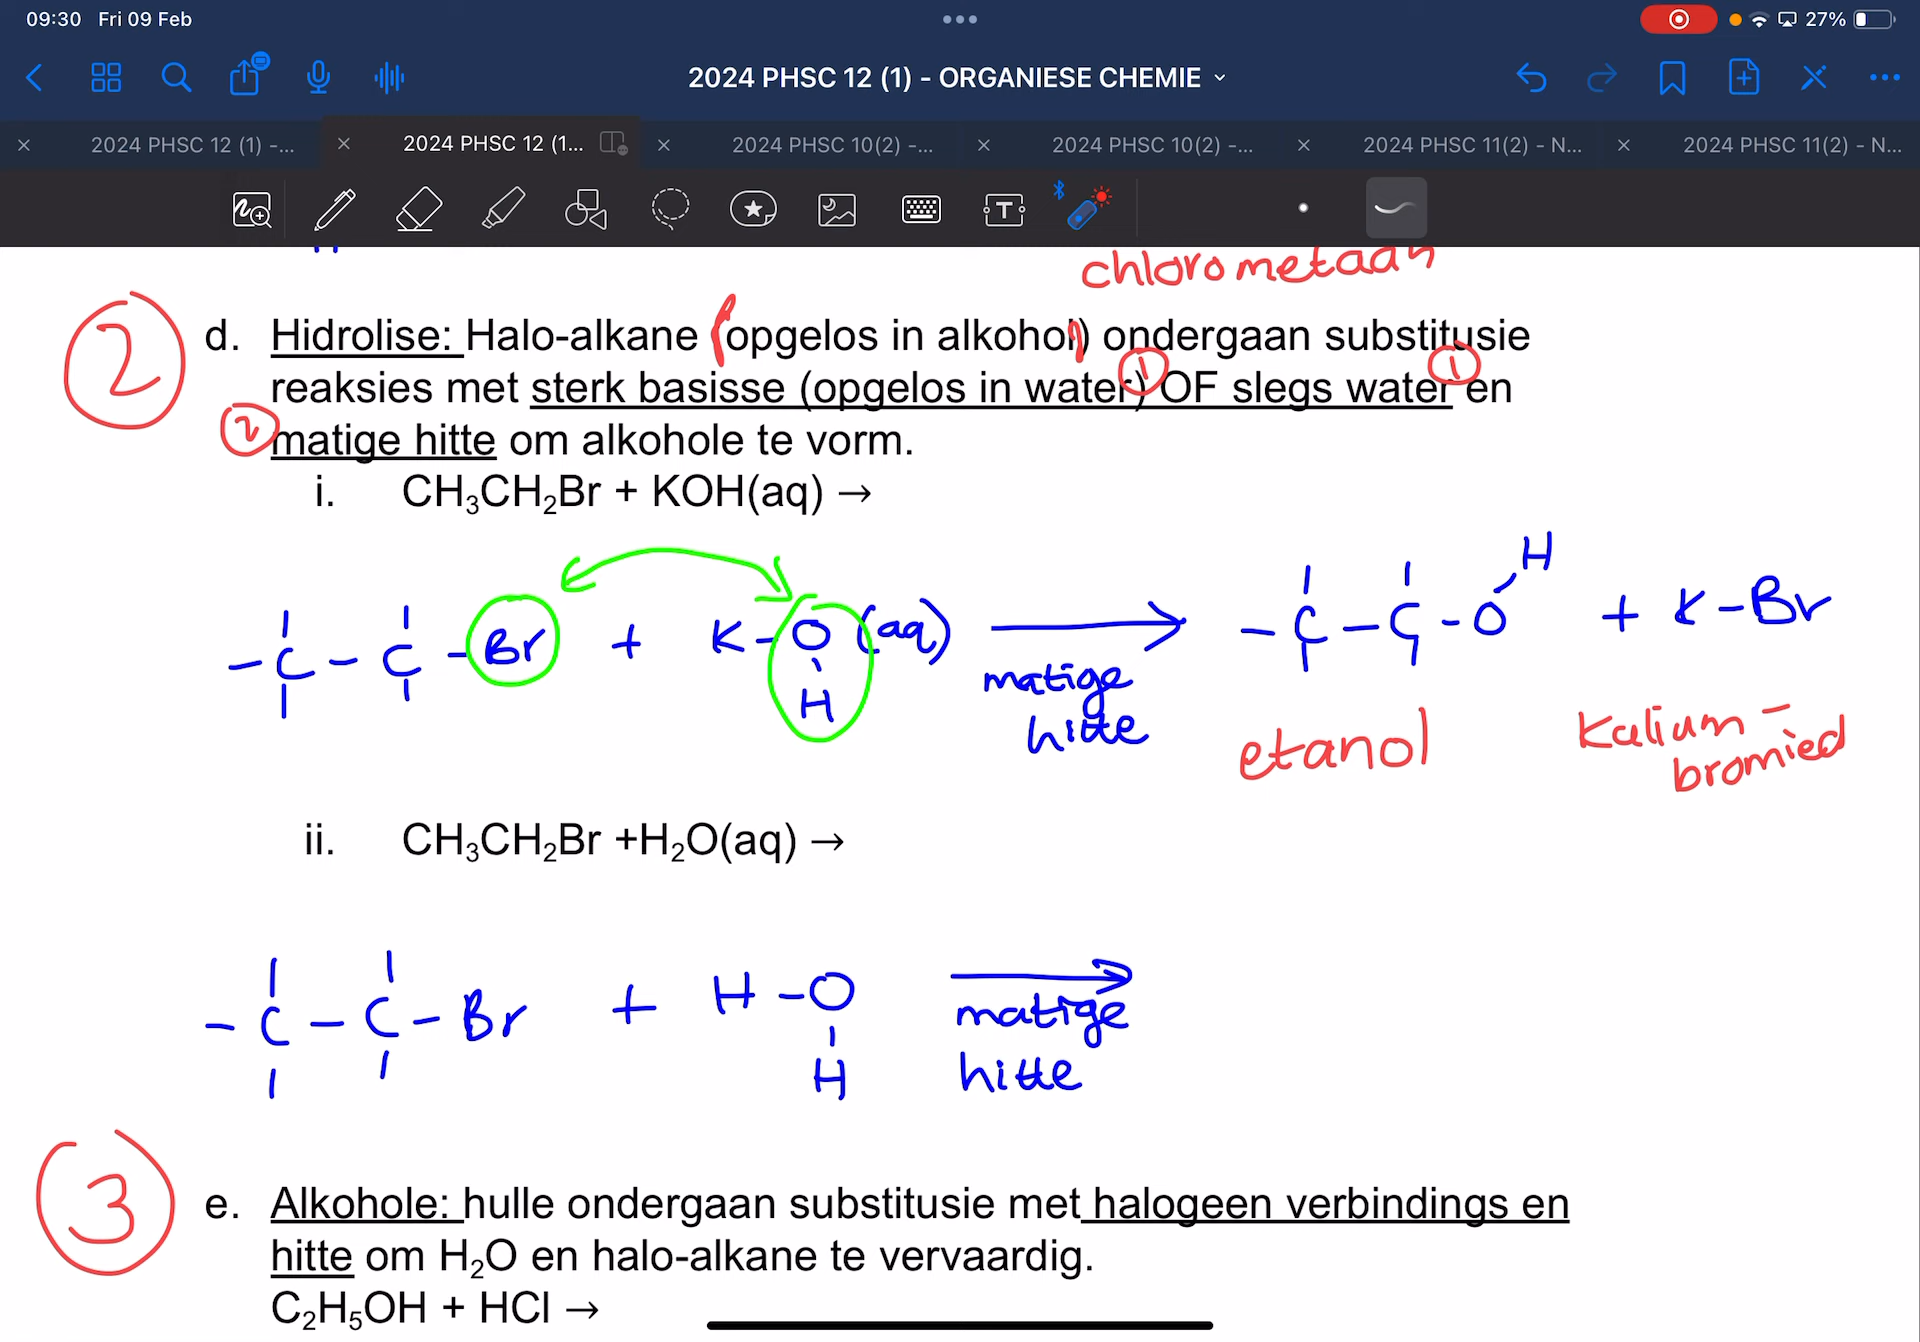 09:30 Fri 09 Feb
27%
2024 PHSC 12 (1) - ORGANIESE CHEMIE
2024 PHSC 12 (1) -...
2024 PHSC 12 (1...
2024 PHSC 10(2) -...
2024 PHSC 10(2) -...
2024 PHSC 11(2) - N...
2024 PHSC 11(2) - N...
chlorometaan
2
d. Hidrolise: Halo-alkane (opgelos in alkohol) ondergaan substitusie
reaksies met sterk basisse (opgelos in water) OF slegs water en
1 1
2
matige hitte om alkohole te vorm.
i. CH₃CH₂Br + KOH(aq) →
-C-C-Br + K-O(aq) → -C-C-O H + K-Br
H
matige
hitte
etanol
Kalium-
bromied
ii. CH₃CH₂Br +H₂O(aq) →
-C-C-Br + H-O →
H
matige
hitte
3
e. Alkohole: hulle ondergaan substitusie met halogeen verbindings en
hitte om H₂O en halo-alkane te vervaardig.
C₂H₅OH + HCl →